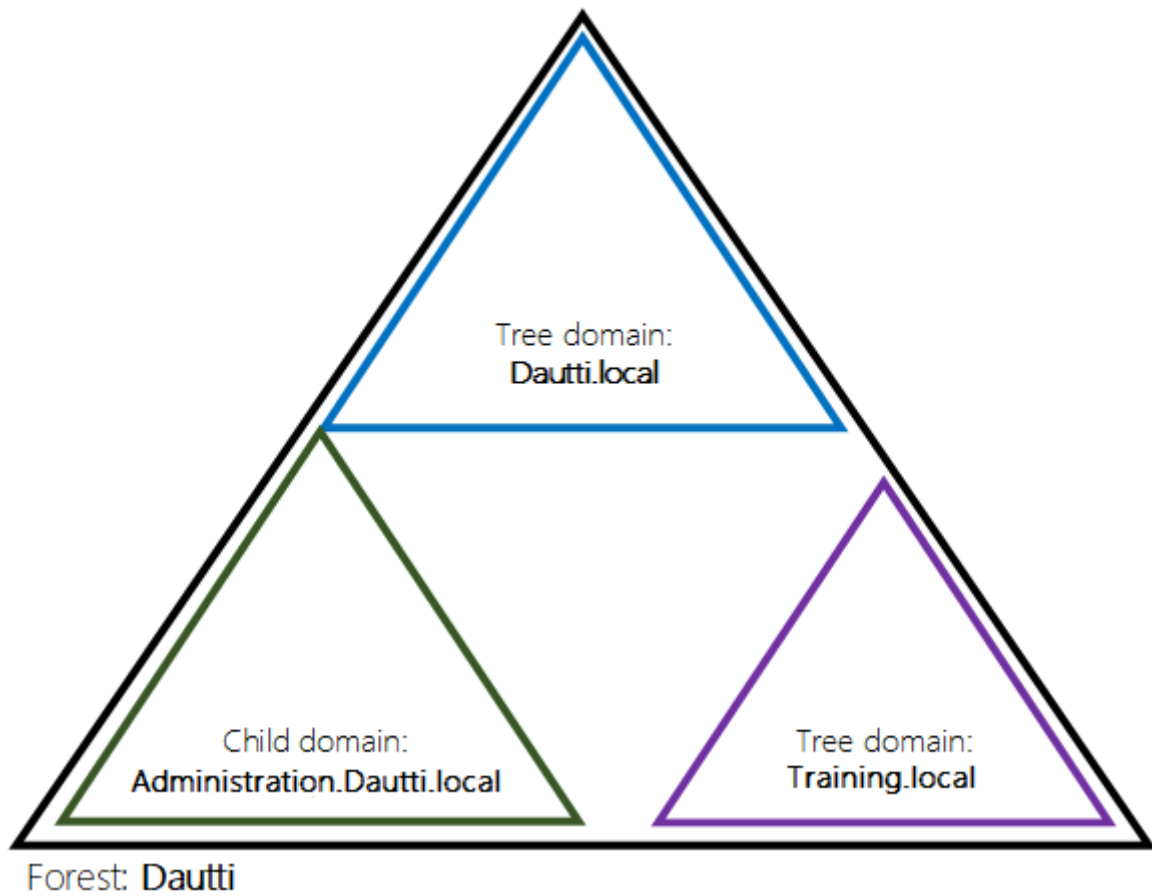 Tree domain:
Dautti.local
Child domain:
Administration.Dautti.local
Tree domain:
Training.local
Forest: Dautti